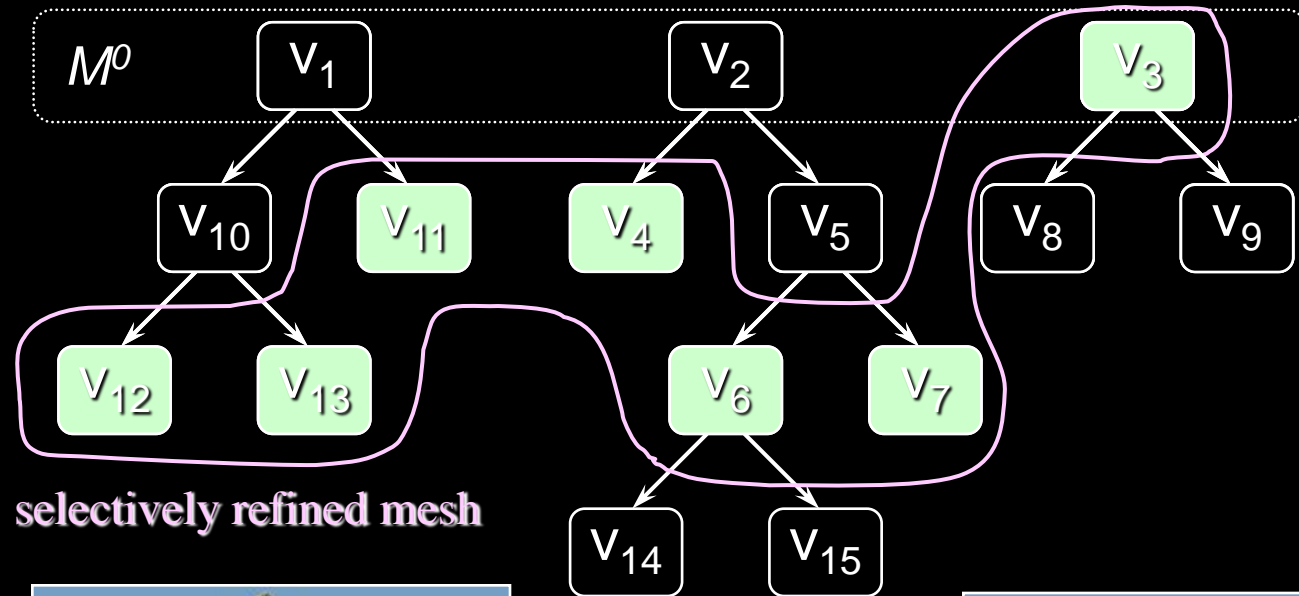 M⁰ v₁ v₂ v₃
v₁₀ v₁₁ v₄ v₅ v₈ v₉
v₁₂ v₁₃ v₆ v₇
selectively refined mesh
v₁₄ v₁₅